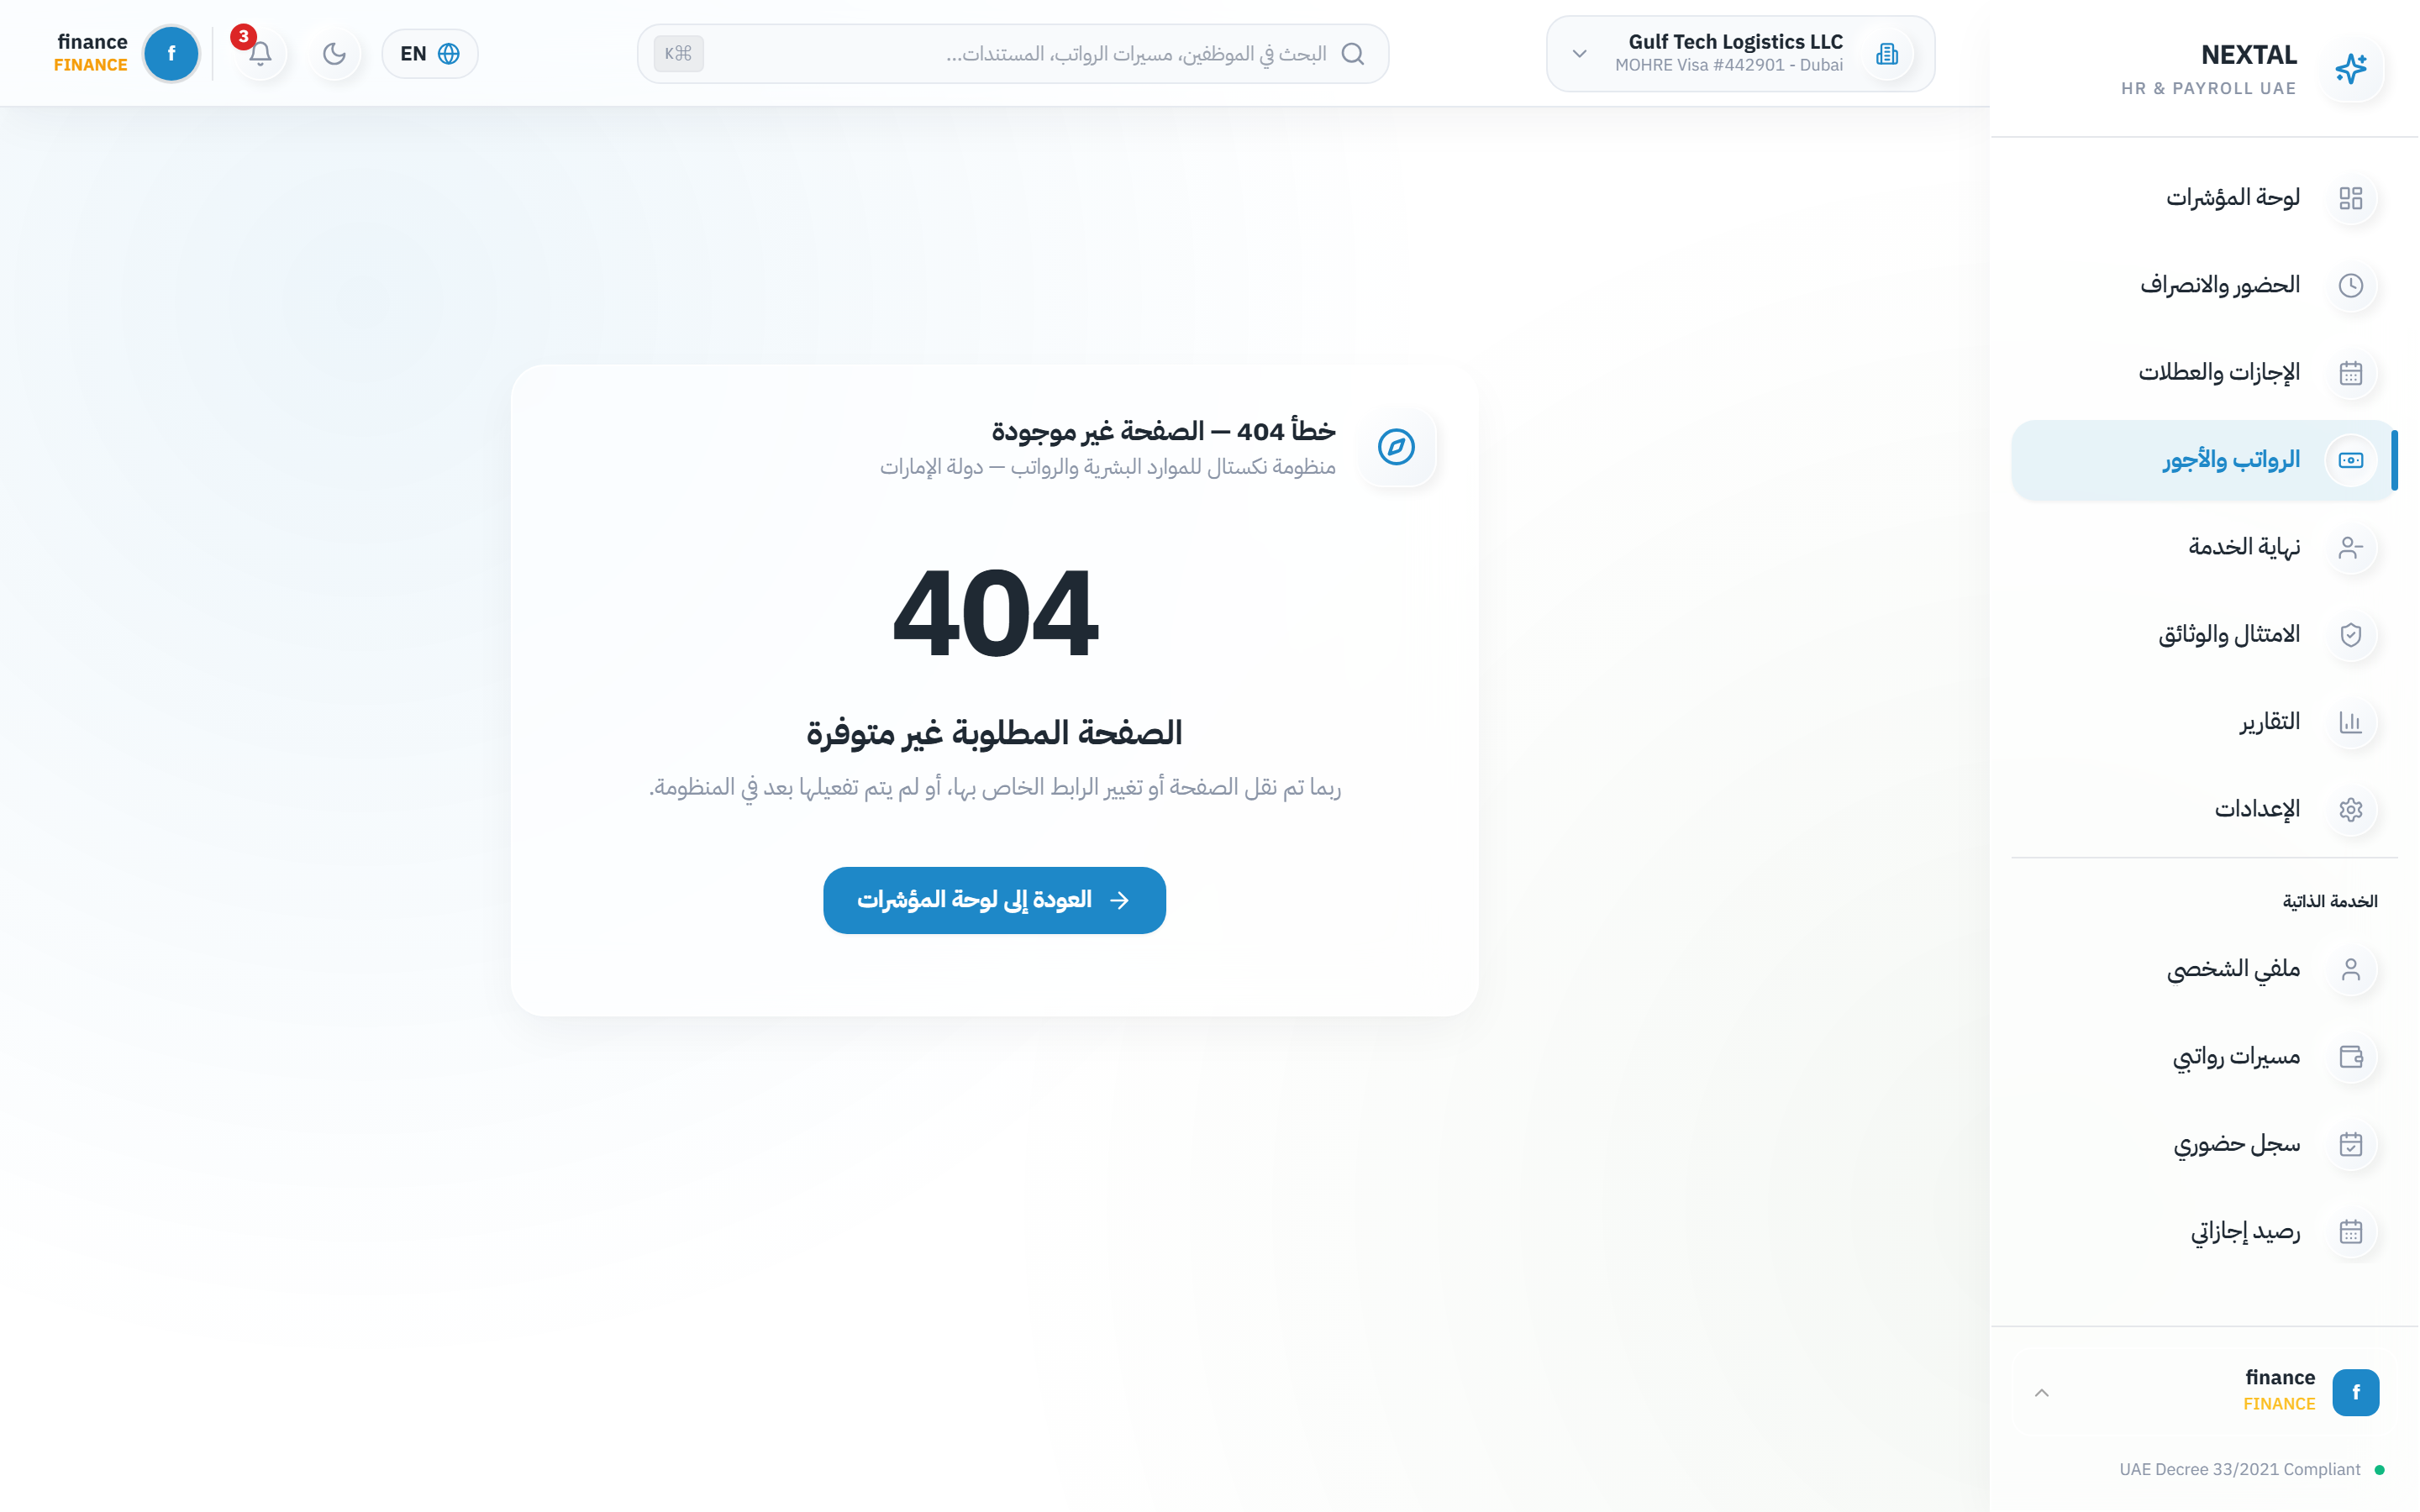 NEXTAL
HR & PAYROLL UAE
لوحة المؤشرات
الحضور والانصراف
الإجازات والعطلات
الرواتب والأجور
نهاية الخدمة
الامتثال والوثائق
التقارير
الإعدادات
الخدمة الذاتية
ملفي الشخصي
مسيرات رواتبي
سجل حضوري
رصيد إجازاتي
f
finance
FINANCE
UAE Decree 33/2021 Compliant
Gulf Tech Logistics LLC
MOHRE Visa #442901 - Dubai
البحث في الموظفين، مسيرات الرواتب، المستندات...
K⌘
EN
3
f
finance
FINANCE
خطأ 404 — الصفحة غير موجودة
منظومة نكستال للموارد البشرية والرواتب — دولة الإمارات
404
الصفحة المطلوبة غير متوفرة
ربما تم نقل الصفحة أو تغيير الرابط الخاص بها، أو لم يتم تفعيلها بعد في المنظومة.
العودة إلى لوحة المؤشرات